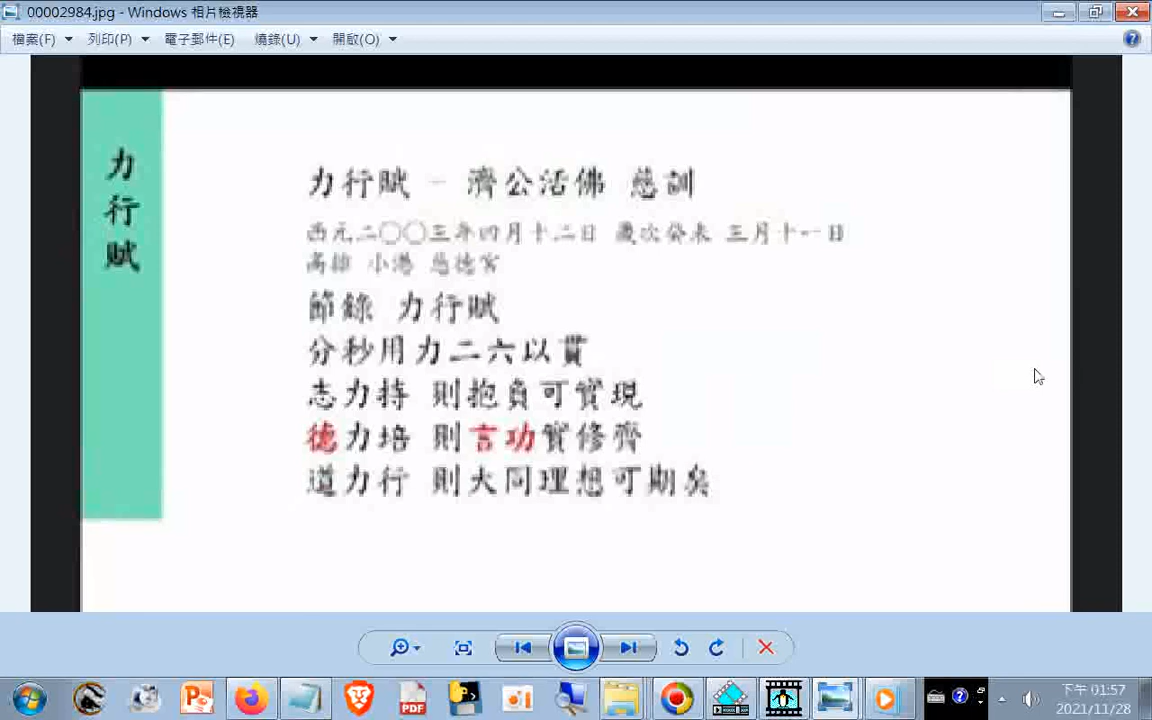 00002984.jpg - Windows 相片檢視器
檔案(F) 列印(P) 電子郵件(E) 燒錄(U) 開啟(O)
力行賦
力行賦 - 濟公活佛 慈訓
西元二〇〇三年四月十二日 歲次癸未 三月十一日
高雄 小港 慈德宮
節錄 力行賦
分秒用力二六以貫
志力持 則抱負可實現
德力培 則言功實修齊
道力行 則大同理想可期矣
下午 01:57
2021/11/28